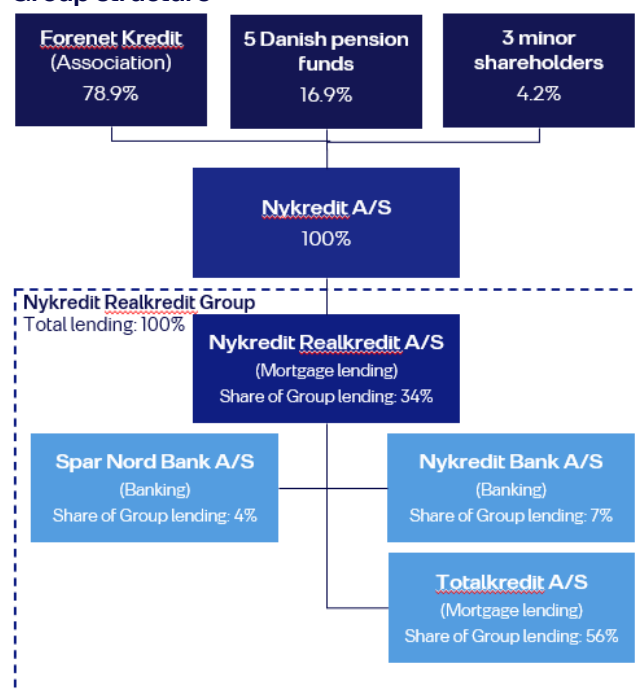 Group structure
Forenet Kredit
(Association)
78.9%
5 Danish pension
funds
16.9%
3 minor
shareholders
4.2%
Nykredit A/S
100%
Nykredit Realkredit Group
Total lending: 100%
Nykredit Realkredit A/S
(Mortgage lending)
Share of Group lending: 34%
Spar Nord Bank A/S
(Banking)
Share of Group lending: 4%
Nykredit Bank A/S
(Banking)
Share of Group lending: 7%
Totalkredit A/S
(Mortgage lending)
Share of Group lending: 56%